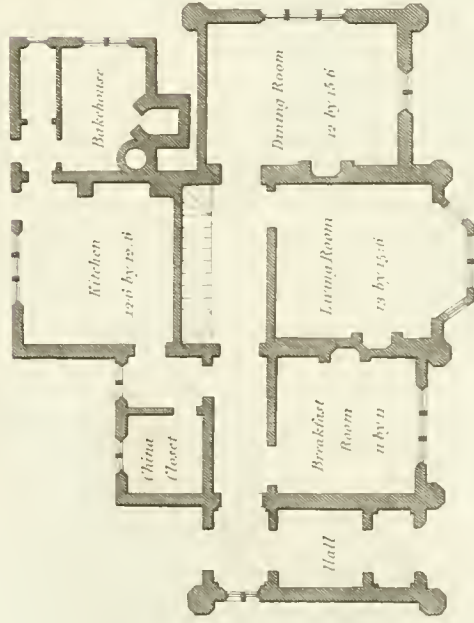 Bakehouse
Dining Room
12 by 15.6
Kitchen
12.6 by 12.6
Living Room
13 by 15.6
China
Closet
Breakfast
Room
11 by 11
Hall